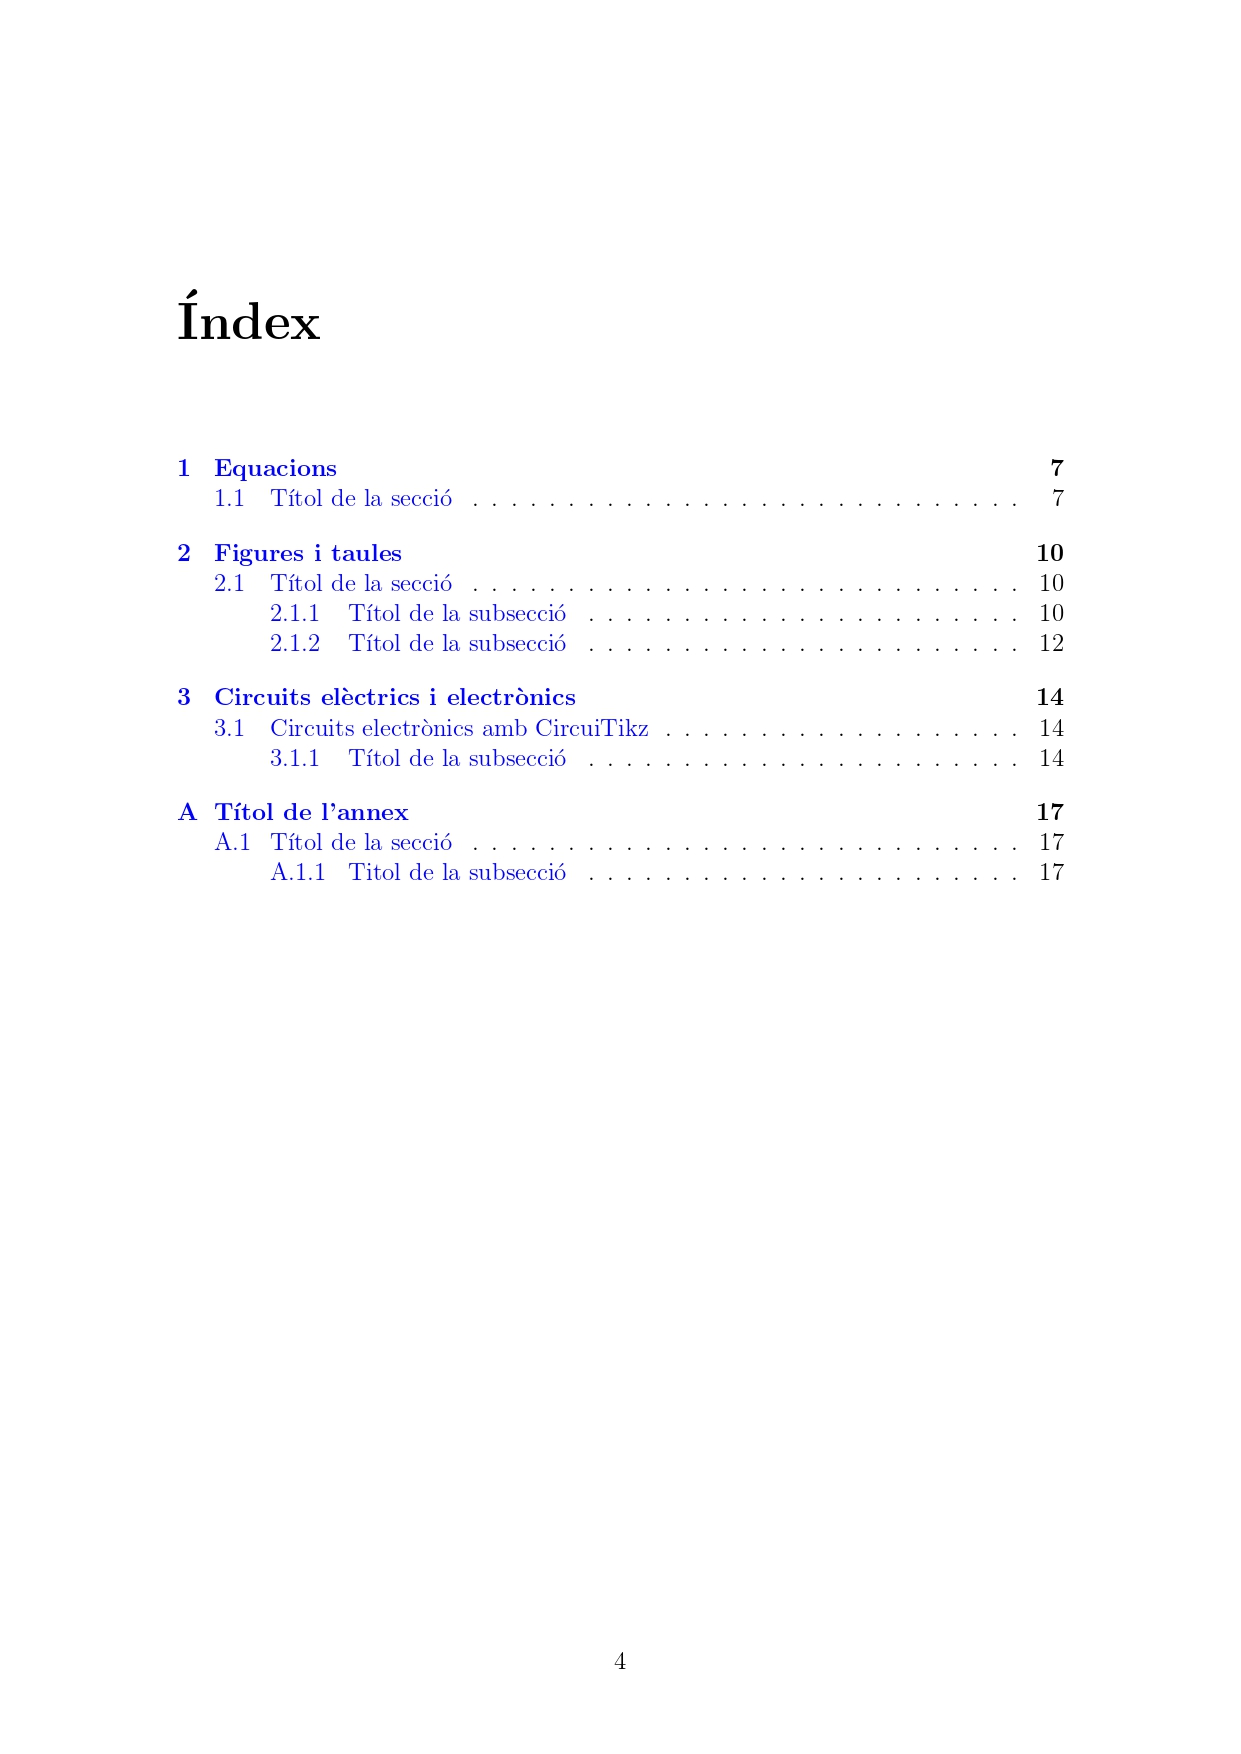 Índex
1 Equacions 7
1.1 Títol de la secció . . . . . . . . . . . . . . . . . . . . . . . . . . . . . 7
2 Figures i taules 10
2.1 Títol de la secció . . . . . . . . . . . . . . . . . . . . . . . . . . . . . 10
2.1.1 Títol de la subsecció . . . . . . . . . . . . . . . . . . . . . . . 10
2.1.2 Títol de la subsecció . . . . . . . . . . . . . . . . . . . . . . . 12
3 Circuits elèctrics i electrònics 14
3.1 Circuits electrònics amb CircuiTikz . . . . . . . . . . . . . . . . . . . 14
3.1.1 Títol de la subsecció . . . . . . . . . . . . . . . . . . . . . . . 14
A Títol de l'annex 17
A.1 Títol de la secció . . . . . . . . . . . . . . . . . . . . . . . . . . . . . 17
A.1.1 Titol de la subsecció . . . . . . . . . . . . . . . . . . . . . . . 17
4